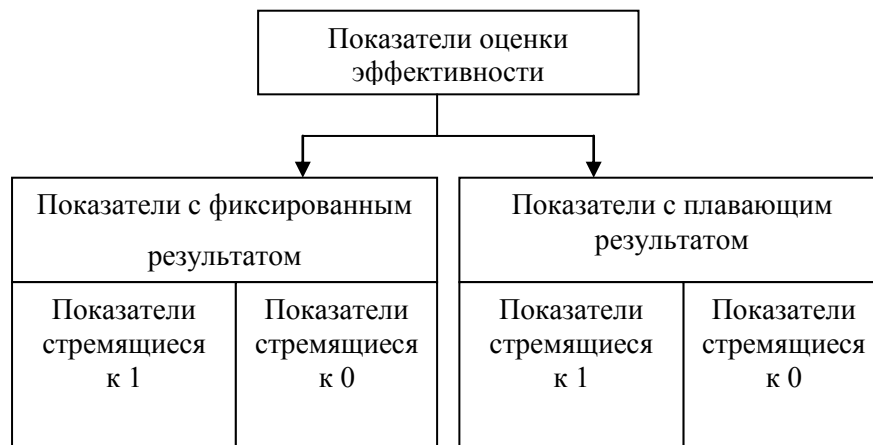 Показатели оценки
эффективности
Показатели с фиксированным
результатом
Показатели с плавающим
результатом
Показатели
стремящиеся
к 1
Показатели
стремящиеся
к 0
Показатели
стремящиеся
к 1
Показатели
стремящиеся
к 0